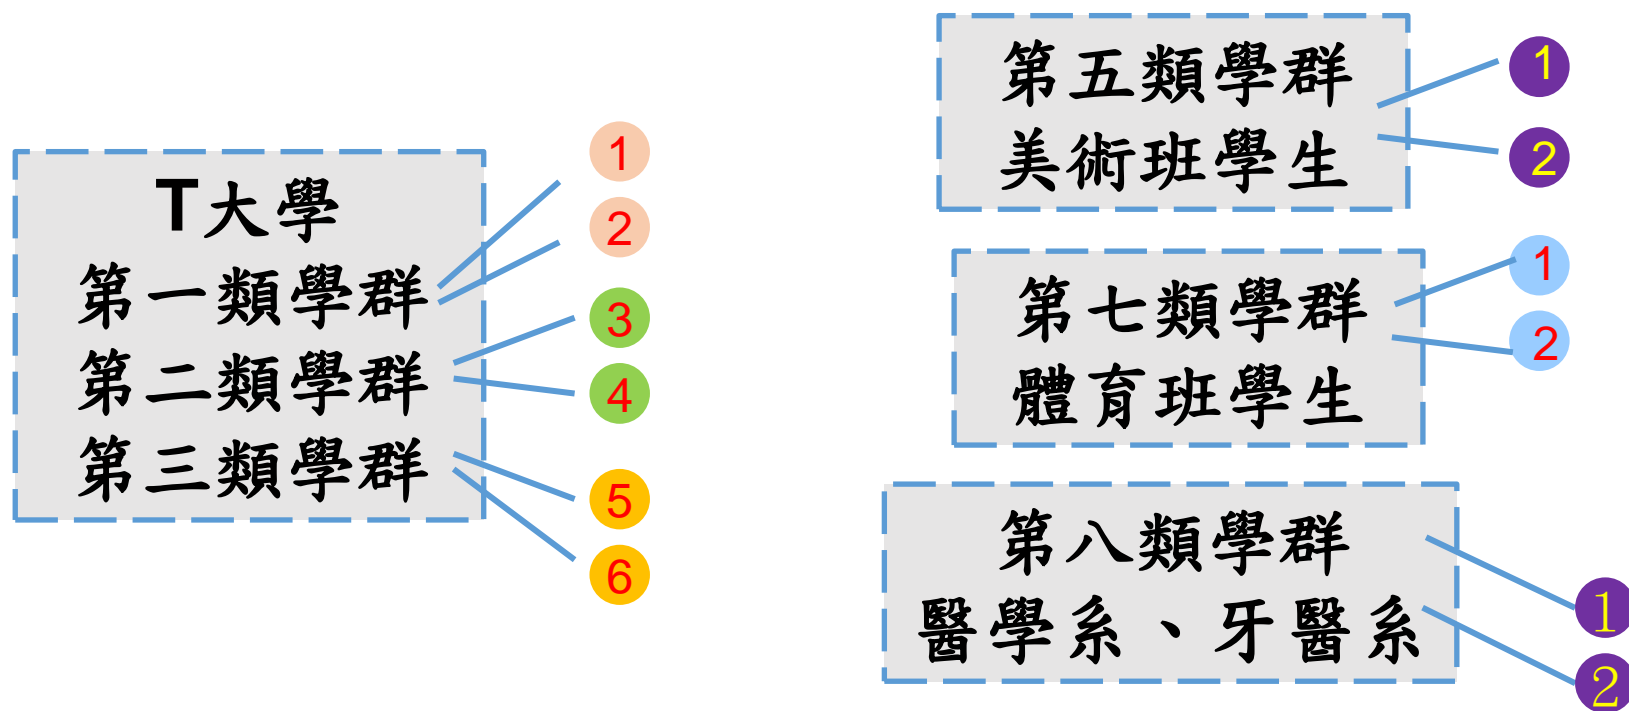 T大學
第一類學群
第二類學群
第三類學群
1
2
3
4
5
6
第五類學群
美術班學生
1
2
第七類學群
體育班學生
1
2
第八類學群
醫學系、牙醫系
1
2